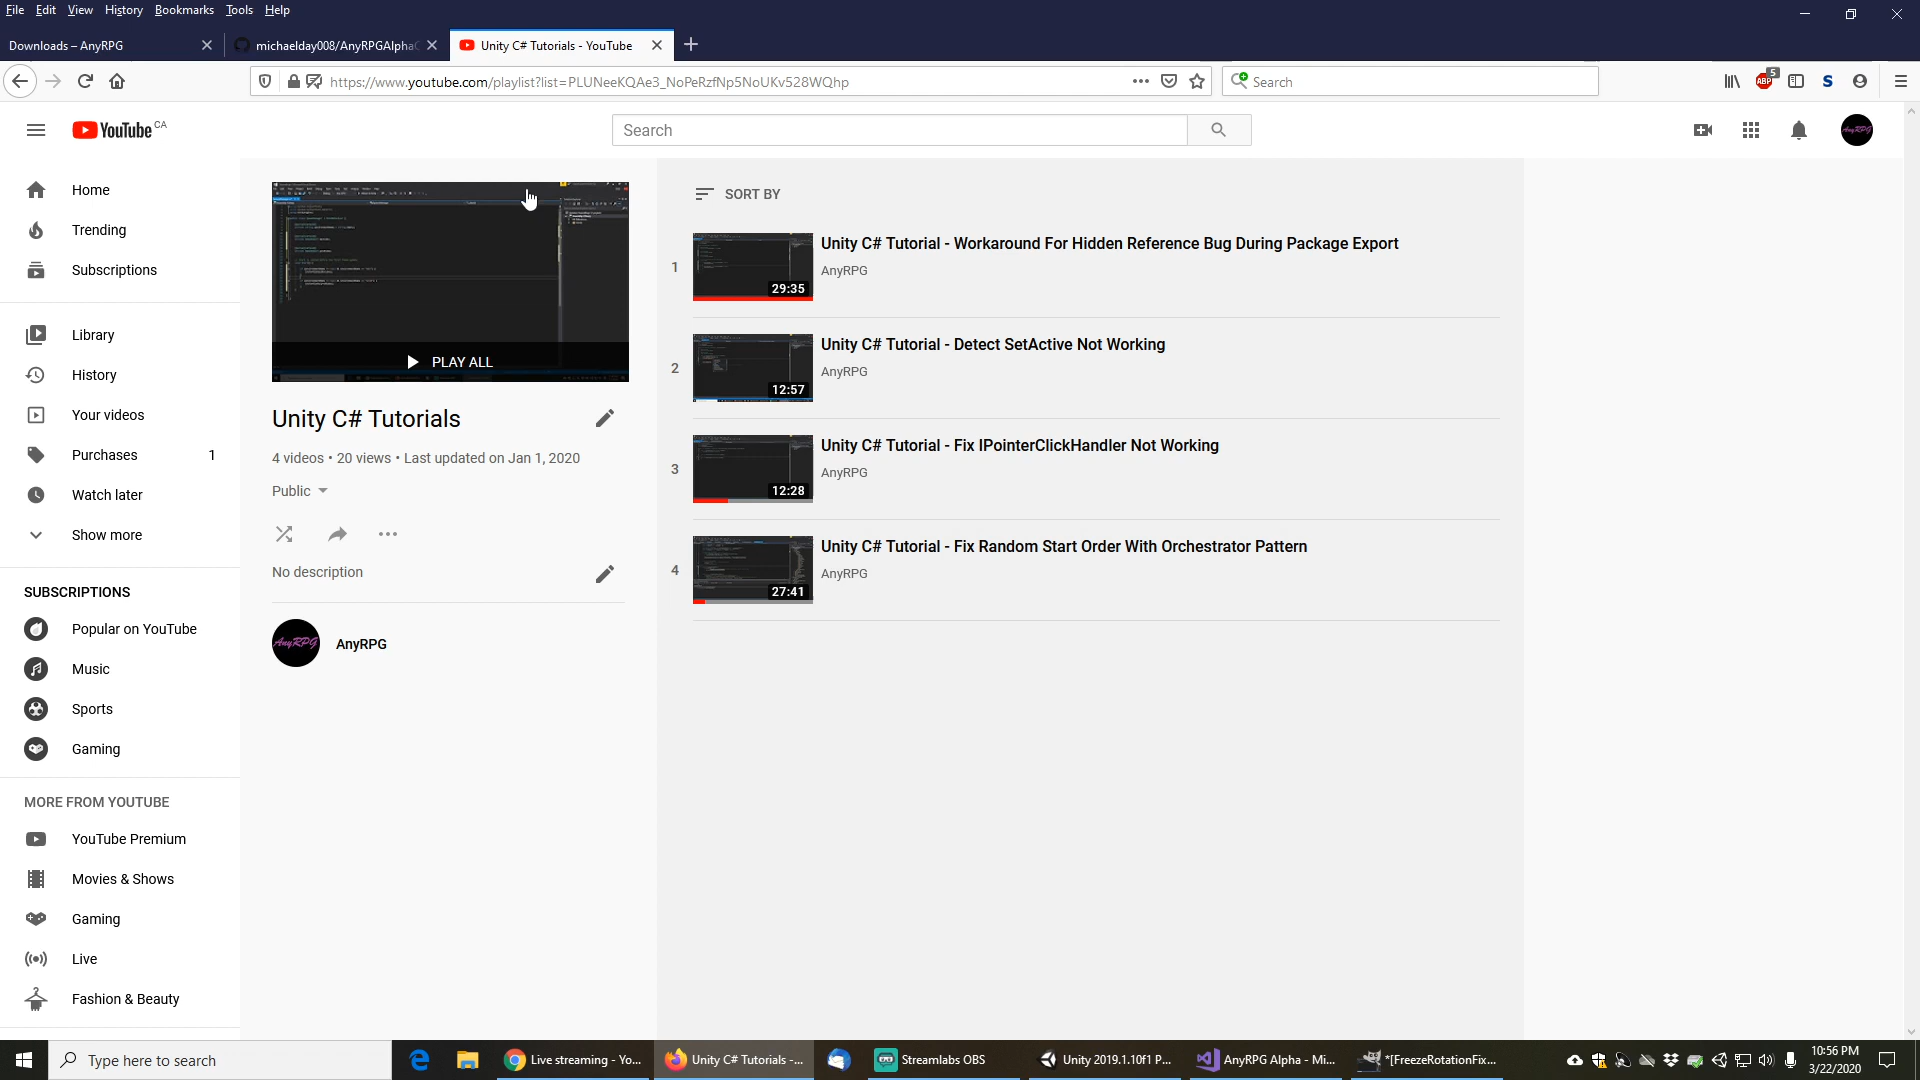 File Edit View History Bookmarks Tools Help
Downloads – AnyRPG
michaelday008/AnyRPGAlpha
Unity C# Tutorials - YouTube
https://www.youtube.com/playlist?list=PLUNeeKQAe3_NoPeRzfNp5NoUKv528WQhp
Search
ABP 5
S
YouTube CA
Search
AnyRPG
Home
Trending
Subscriptions
Library
History
Your videos
Purchases 1
Watch later
Show more
SUBSCRIPTIONS
Popular on YouTube
Music
Sports
Gaming
MORE FROM YOUTUBE
YouTube Premium
Movies & Shows
Gaming
Live
Fashion & Beauty
PLAY ALL
Unity C# Tutorials
4 videos • 20 views • Last updated on Jan 1, 2020
Public
No description
AnyRPG
AnyRPG
SORT BY
1
29:35
Unity C# Tutorial - Workaround For Hidden Reference Bug During Package Export
AnyRPG
2
12:57
Unity C# Tutorial - Detect SetActive Not Working
AnyRPG
3
12:28
Unity C# Tutorial - Fix IPointerClickHandler Not Working
AnyRPG
4
27:41
Unity C# Tutorial - Fix Random Start Order With Orchestrator Pattern
AnyRPG
Type here to search
Live streaming - Yo...
Unity C# Tutorials -...
Streamlabs OBS
Unity 2019.1.10f1 P...
AnyRPG Alpha - Mi...
*[FreezeRotationFix...
10:56 PM
3/22/2020